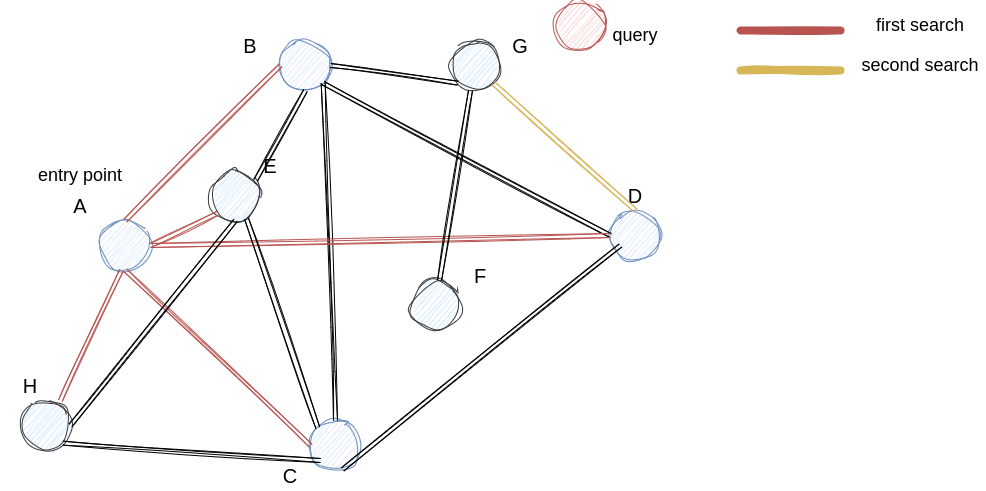 first search
query
B
G
second search
E
entry point
D
A
F
H
C